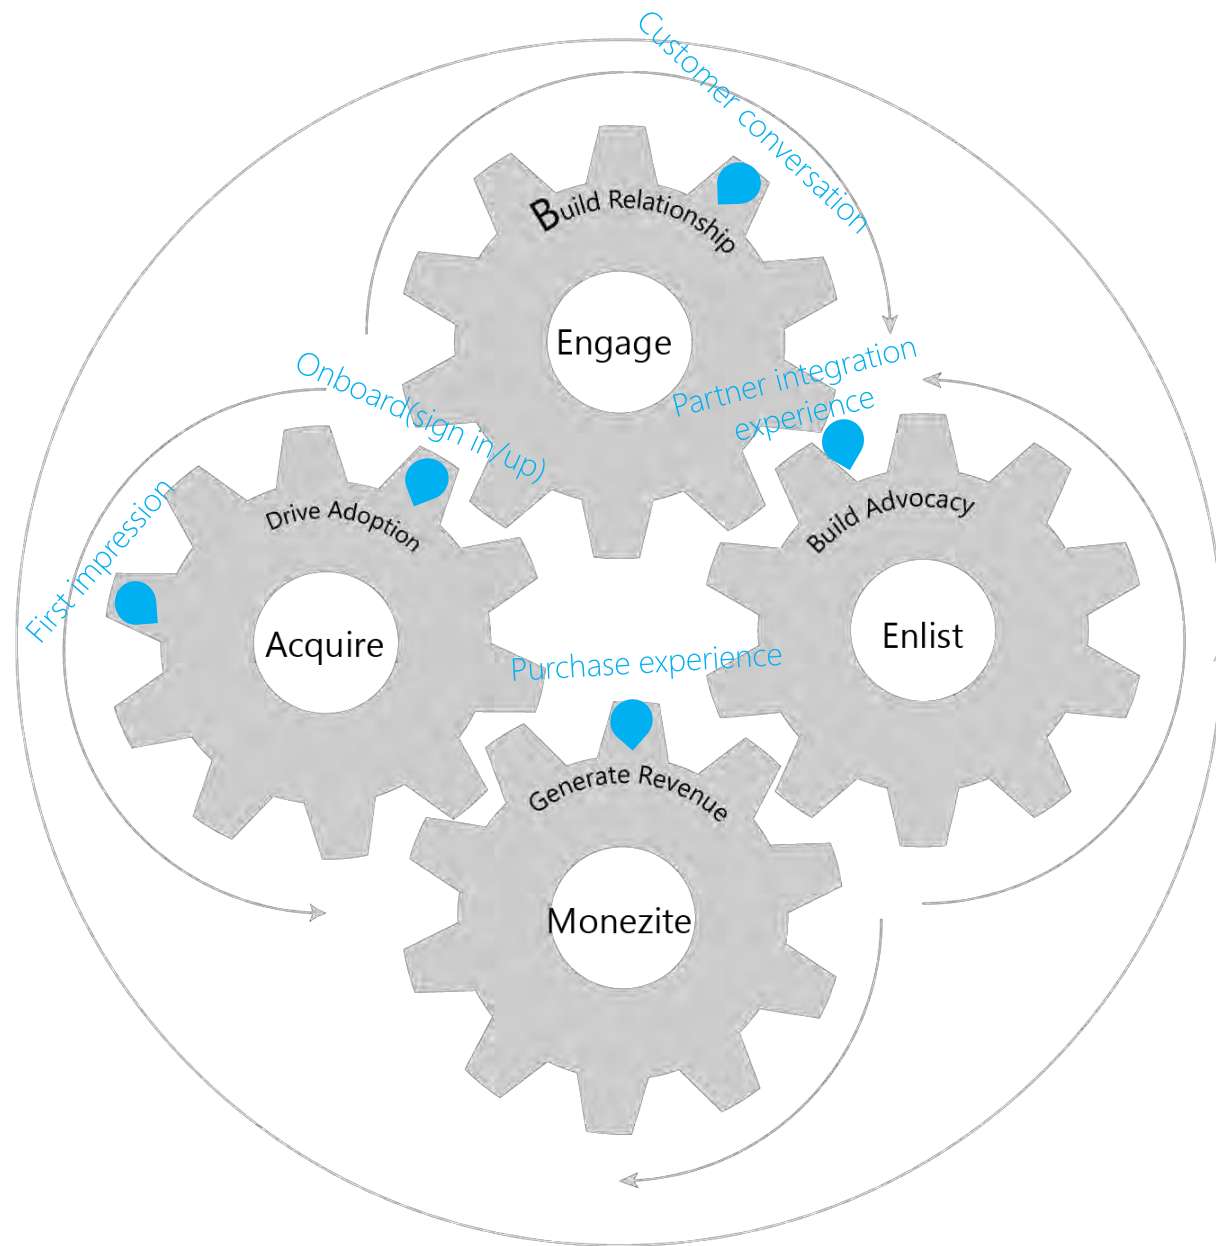 Customer conversation
Build Relationship
Engage
Partner integration
experience
Onboard(sign in/up)
First impression
Drive Adoption
Acquire
Build Advocacy
Enlist
Purchase experience
Generate Revenue
Monezite